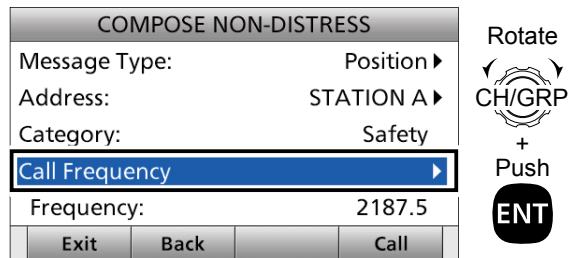 COMPOSE NON-DISTRESS
Message Type: Position
Address: STATION A
Category: Safety
Call Frequency
Frequency: 2187.5
Exit Back Call
Rotate
CH/GRP
+
Push
ENT